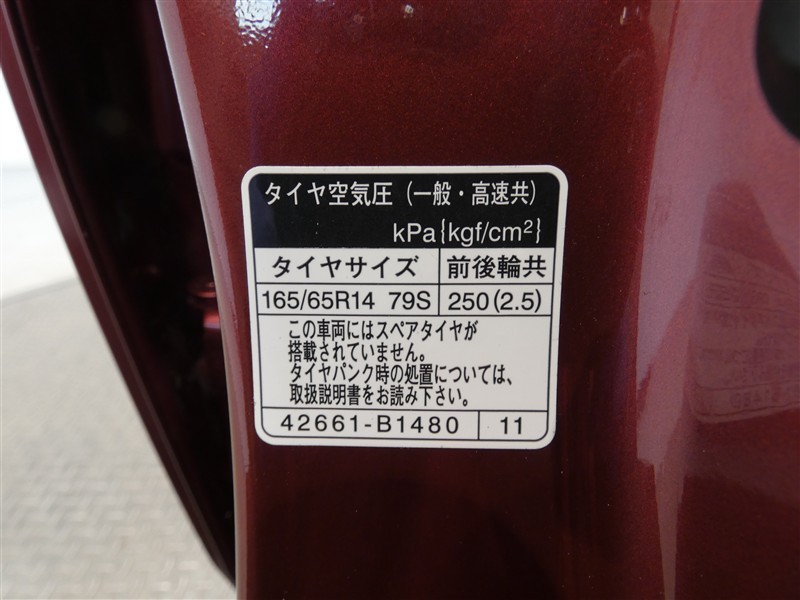 タイヤ空気圧（一般・高速共）
kPa{kgf/cm²}
タイヤサイズ 前後輪共
165/65R14 79S 250(2.5)
この車両にはスペアタイヤが
搭載されていません。
タイヤパンク時の処置については、
取扱説明書をお読み下さい。
42661-B1480 11